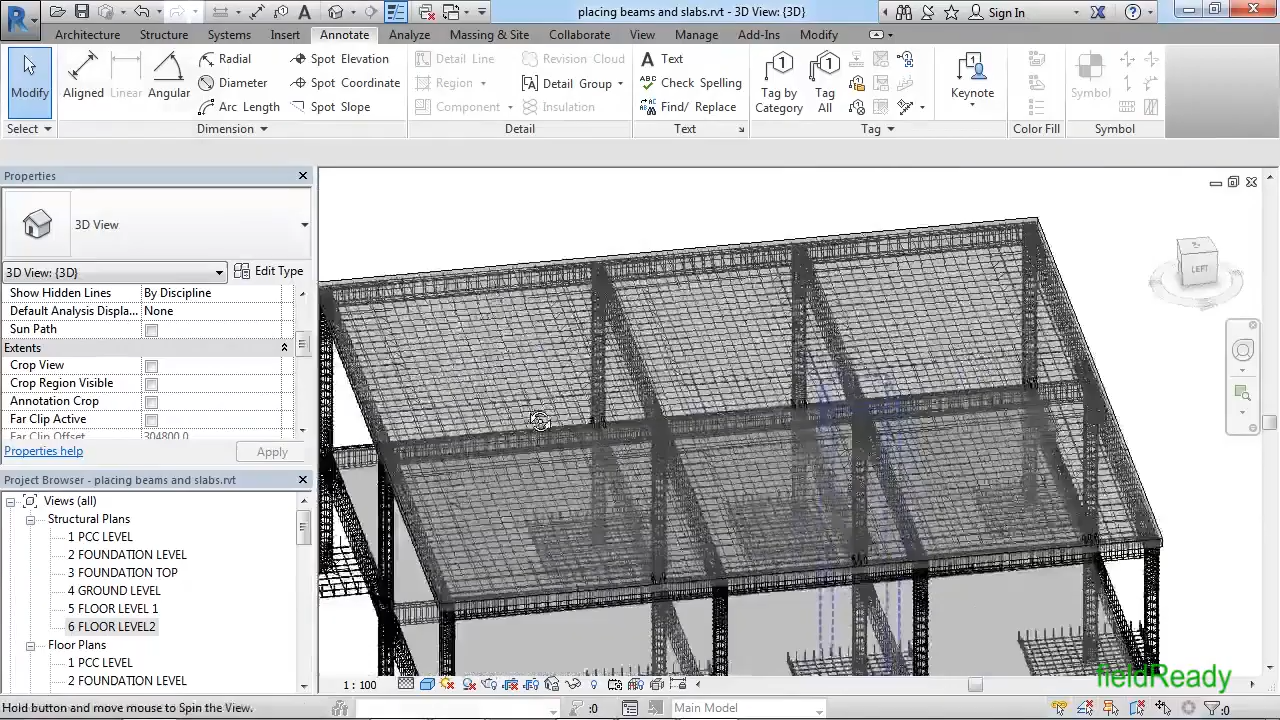 placing beams and slabs.rvt - 3D View: {3D}
Sign In
Architecture Structure Systems Insert Annotate Analyze Massing & Site Collaborate View Manage Add-Ins Modify
Modify
Select
Aligned
Linear
Angular
Radial
Diameter
Arc Length
Spot Elevation
Spot Coordinate
Spot Slope
Dimension
Detail Line
Region
Component
Revision Cloud
Detail Group
Insulation
Detail
Text
Check Spelling
Find/ Replace
Text
Tag by
Category
Tag
All
Tag
Keynote
Color Fill
Symbol
Symbol
Properties
3D View
3D View: {3D}
Edit Type
Show Hidden Lines By Discipline
Default Analysis Displa... None
Sun Path
Extents
Crop View
Crop Region Visible
Annotation Crop
Far Clip Active
Far Clip Offset 304800.0
Properties help
Apply
Project Browser - placing beams and slabs.rvt
Views (all)
Structural Plans
1 PCC LEVEL
2 FOUNDATION LEVEL
3 FOUNDATION TOP
4 GROUND LEVEL
5 FLOOR LEVEL 1
6 FLOOR LEVEL2
Floor Plans
1 PCC LEVEL
2 FOUNDATION LEVEL
LEFT
1 : 100
fieldReady
Hold button and move mouse to Spin the View.
:0
Main Model
:0